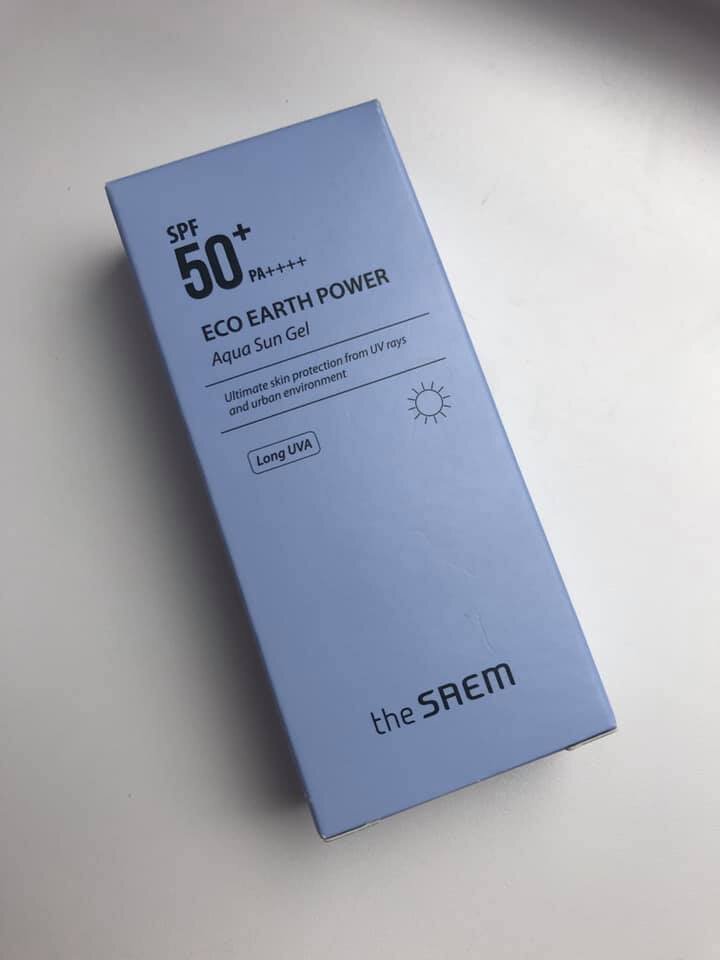 SPF
50+ PA++++
ECO EARTH POWER
Aqua Sun Gel
Ultimate skin protection from UV rays
and urban environment
Long UVA
the SAEM